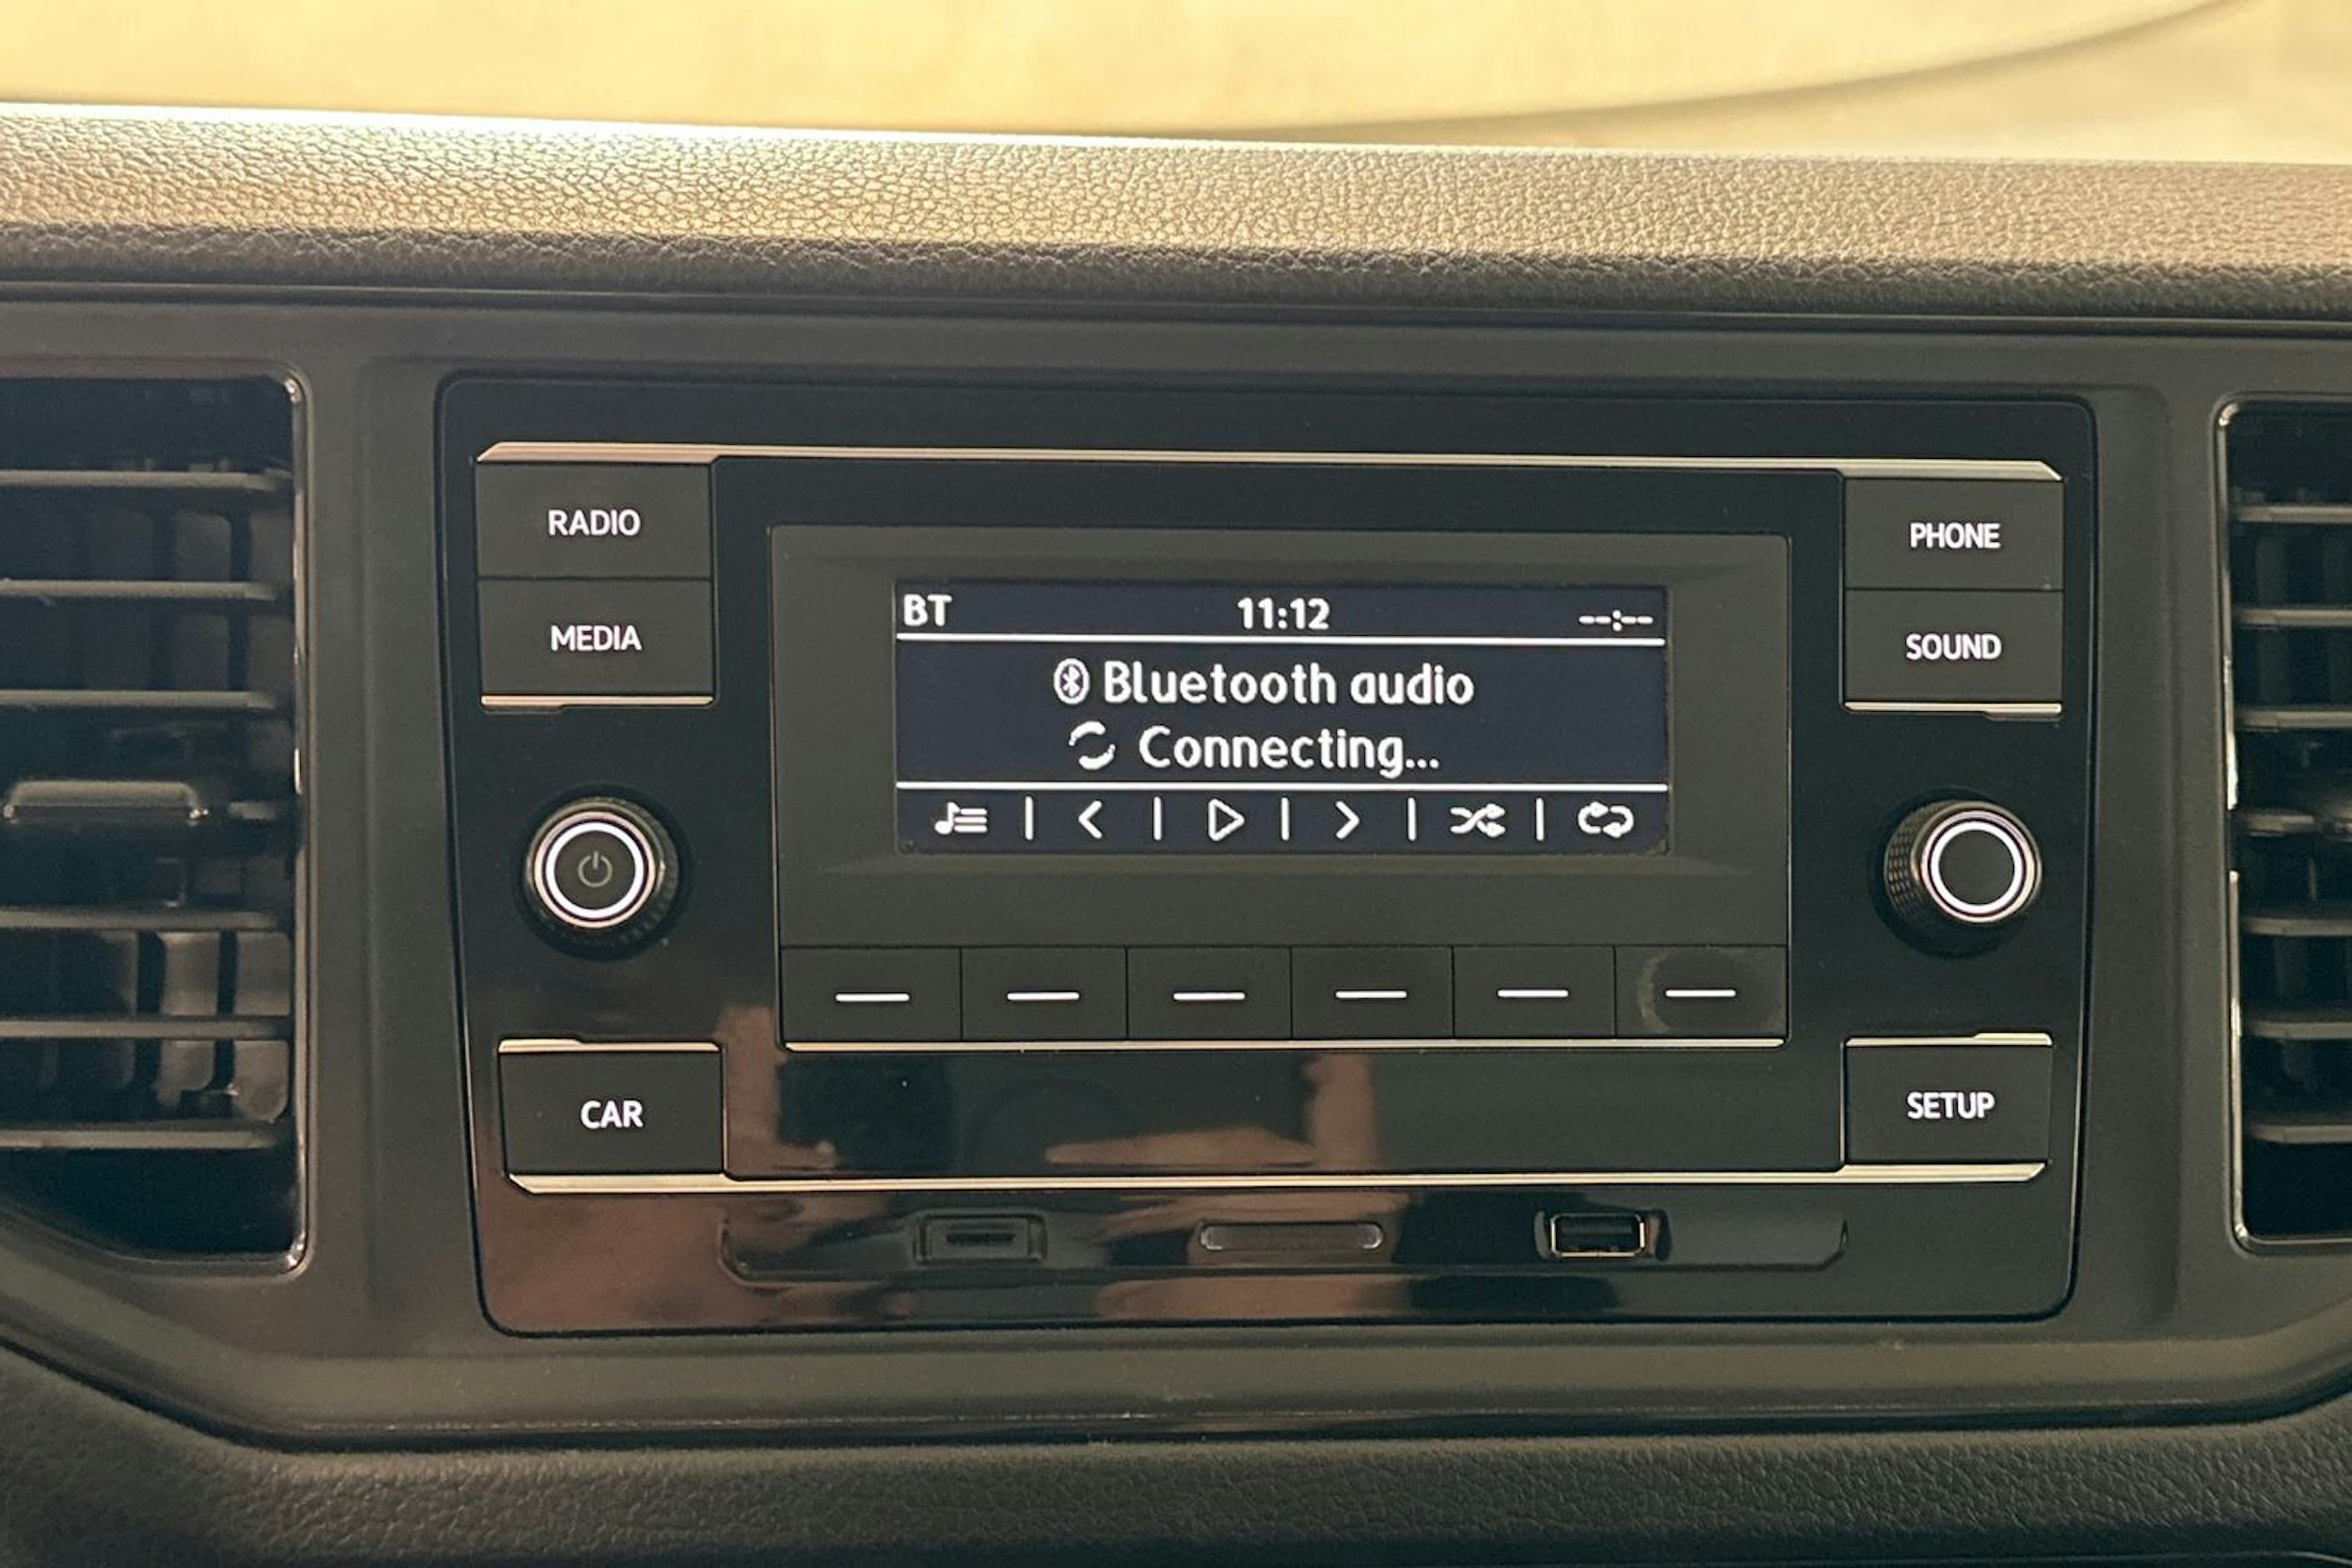 RADIO
MEDIA
PHONE
SOUND
BT 11:12 --:--
Bluetooth audio
Connecting...
CAR
SETUP